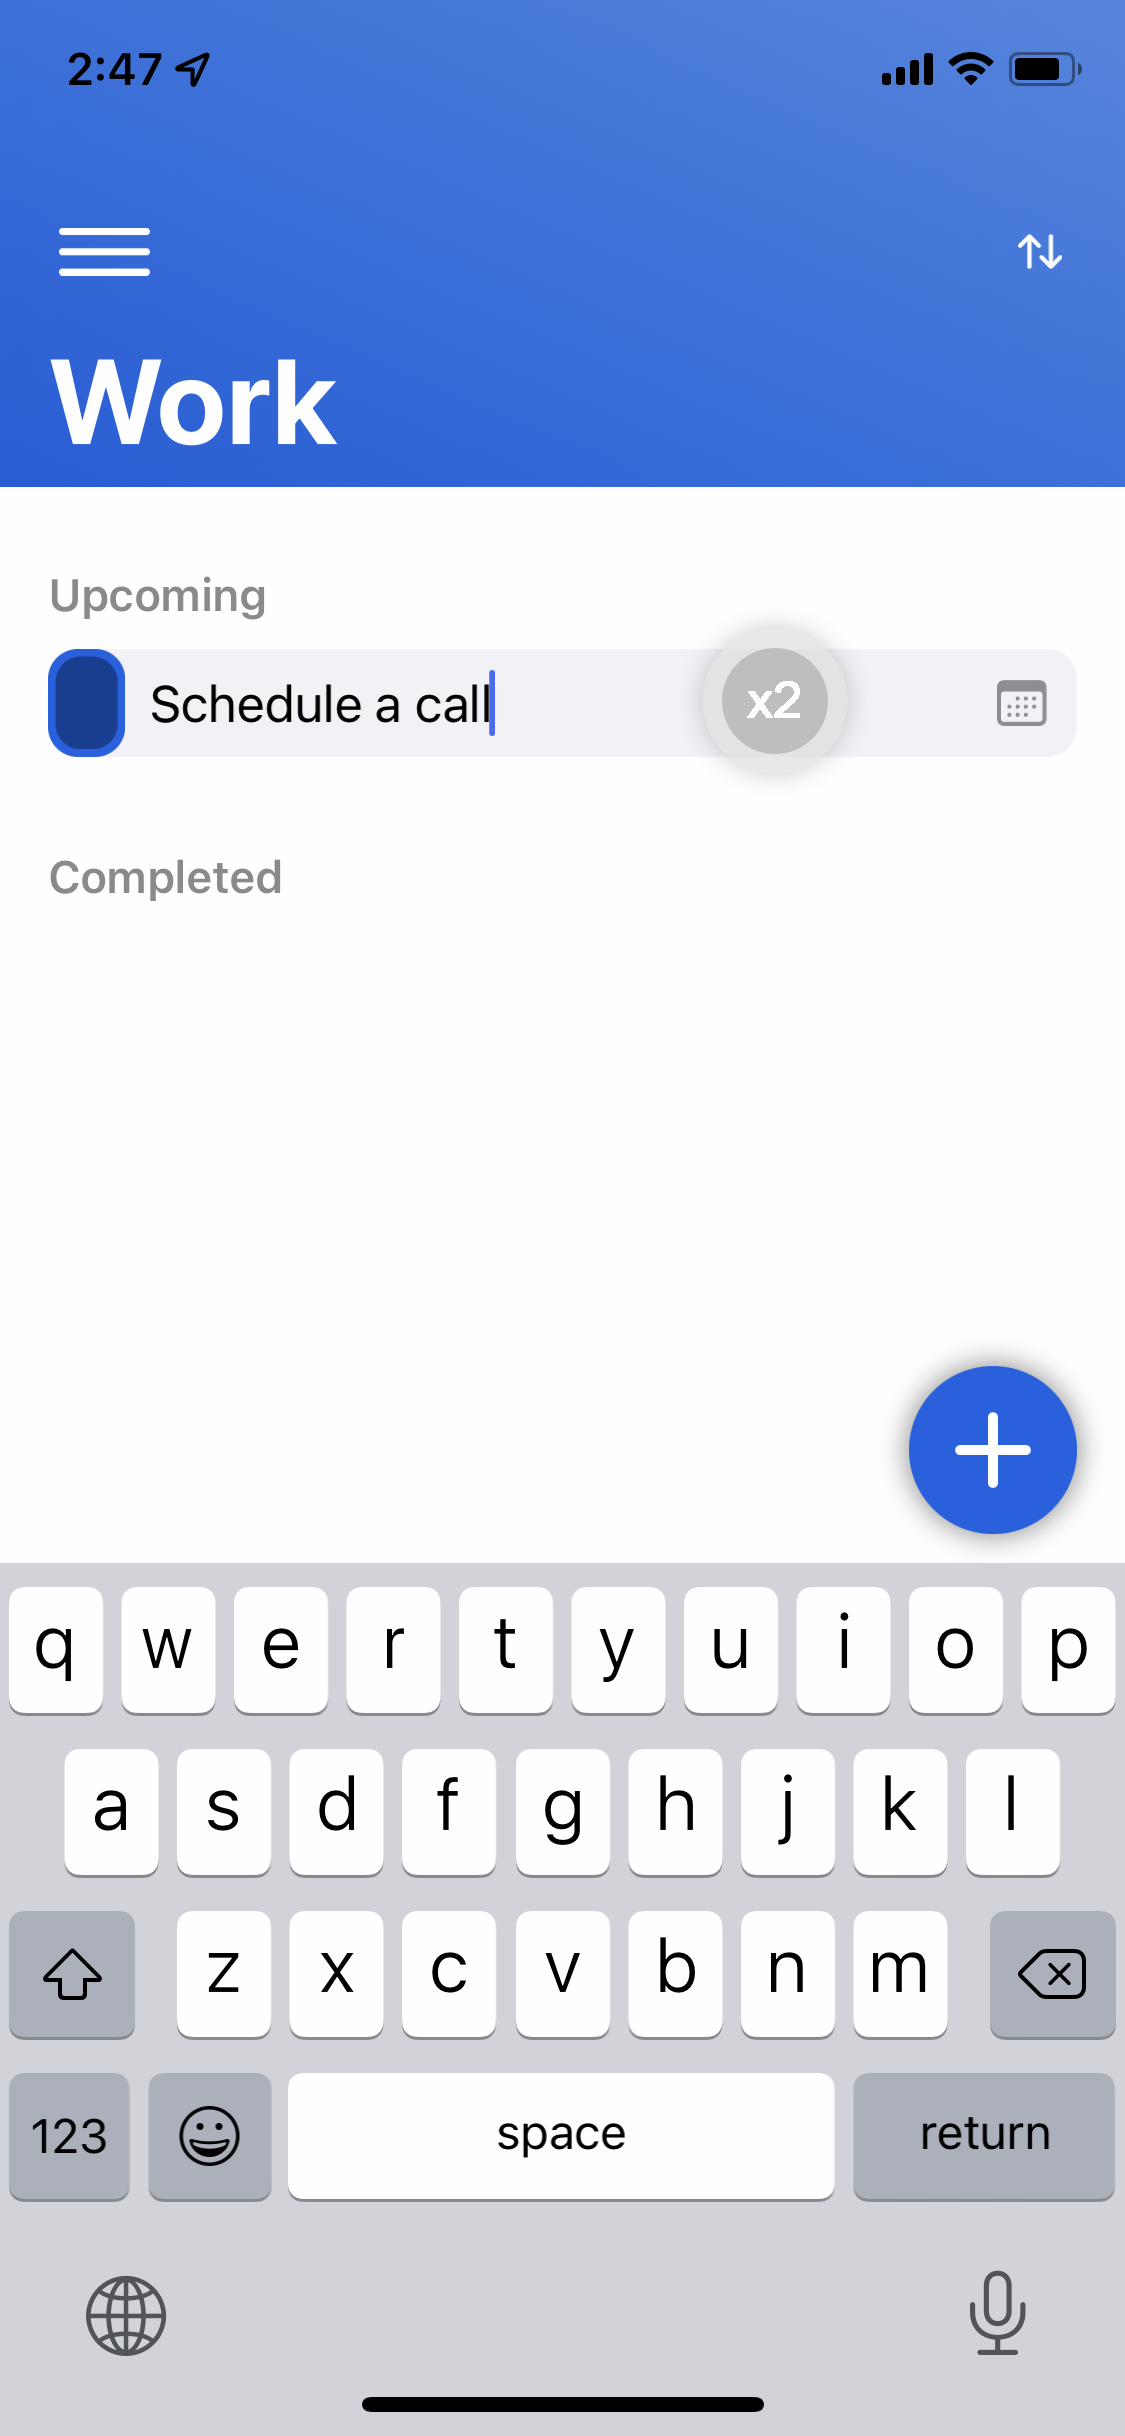 2:47
Work
Upcoming
Schedule a call
x2
Completed
q w e r t y u i o p
a s d f g h j k l
z x c v b n m
123 space return